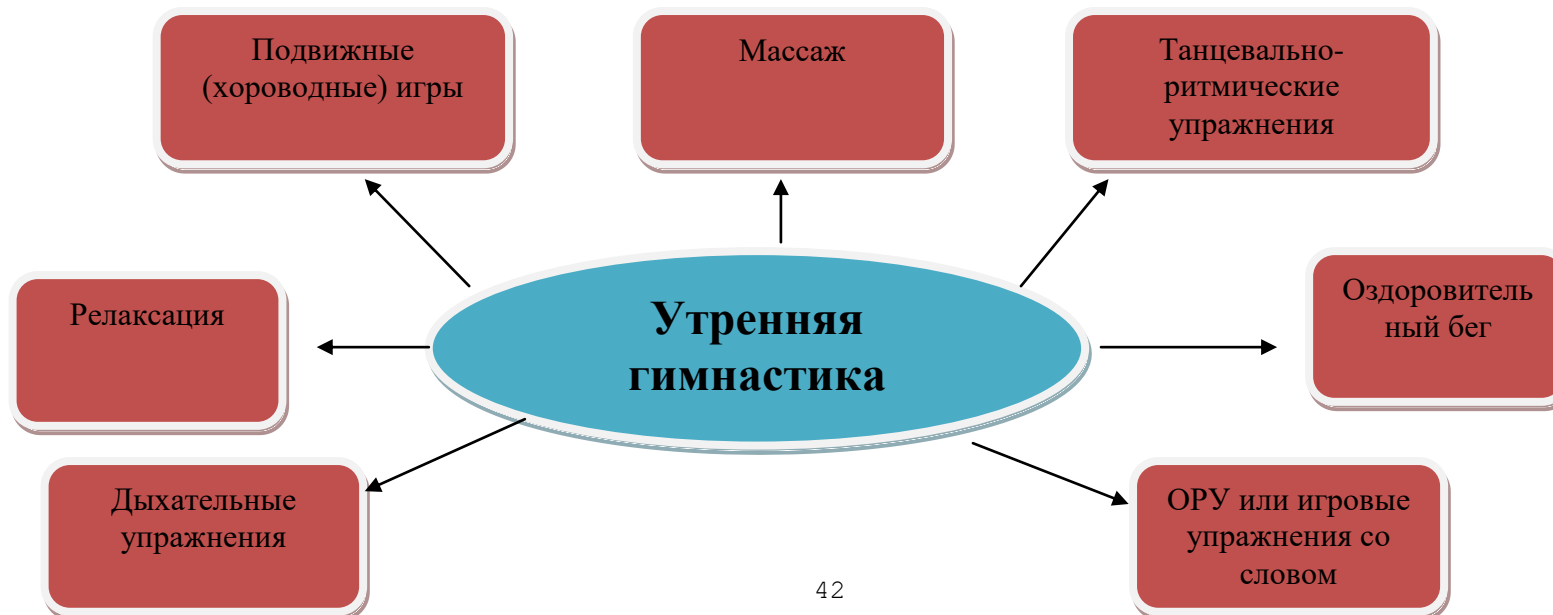 Подвижные
(хороводные) игры
Массаж
Танцевально-
ритмические
упражнения
Релаксация
Утренняя
гимнастика
Оздоровитель
ный бег
Дыхательные
упражнения
ОРУ или игровые
упражнения со
словом
42